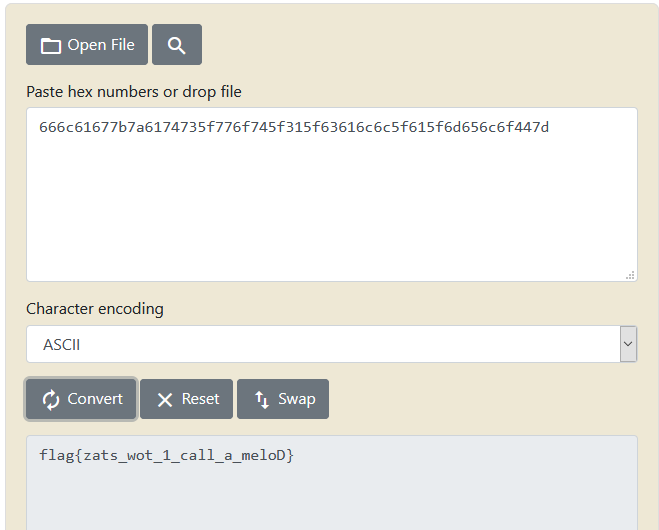 Open File
Paste hex numbers or drop file
666c61677b7a6174735f776f745f315f63616c6c5f615f6d656c6f447d
Character encoding
ASCII
Convert Reset Swap
flag{zats_wot_1_call_a_meloD}